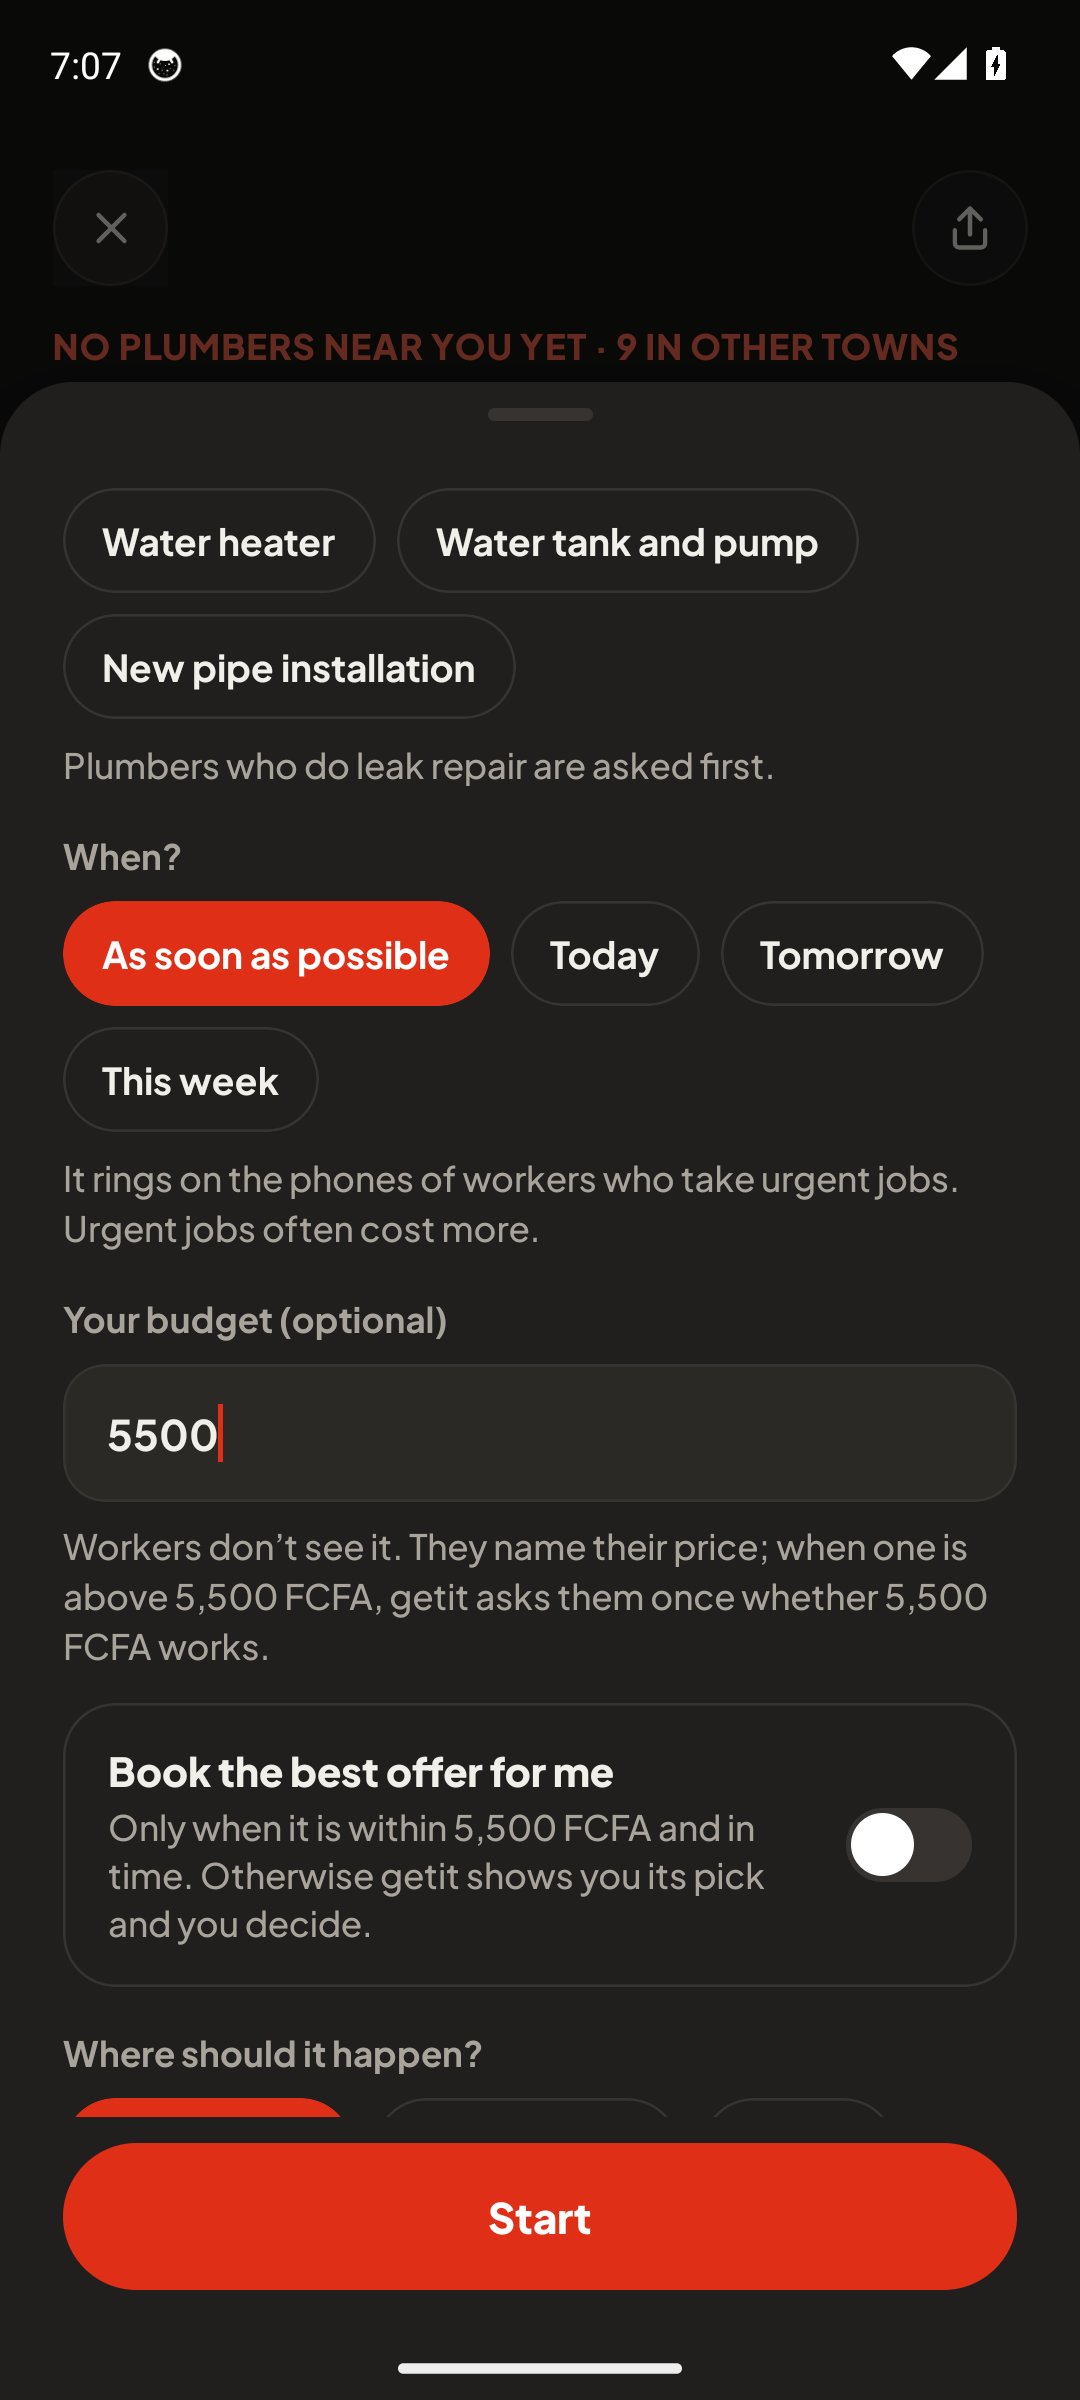 7:07
NO PLUMBERS NEAR YOU YET · 9 IN OTHER TOWNS
Water heater
Water tank and pump
New pipe installation
Plumbers who do leak repair are asked first.
When?
As soon as possible
Today
Tomorrow
This week
It rings on the phones of workers who take urgent jobs.
Urgent jobs often cost more.
Your budget (optional)
5500
Workers don’t see it. They name their price; when one is
above 5,500 FCFA, getit asks them once whether 5,500
FCFA works.
Book the best offer for me
Only when it is within 5,500 FCFA and in
time. Otherwise getit shows you its pick
and you decide.
Where should it happen?
Start